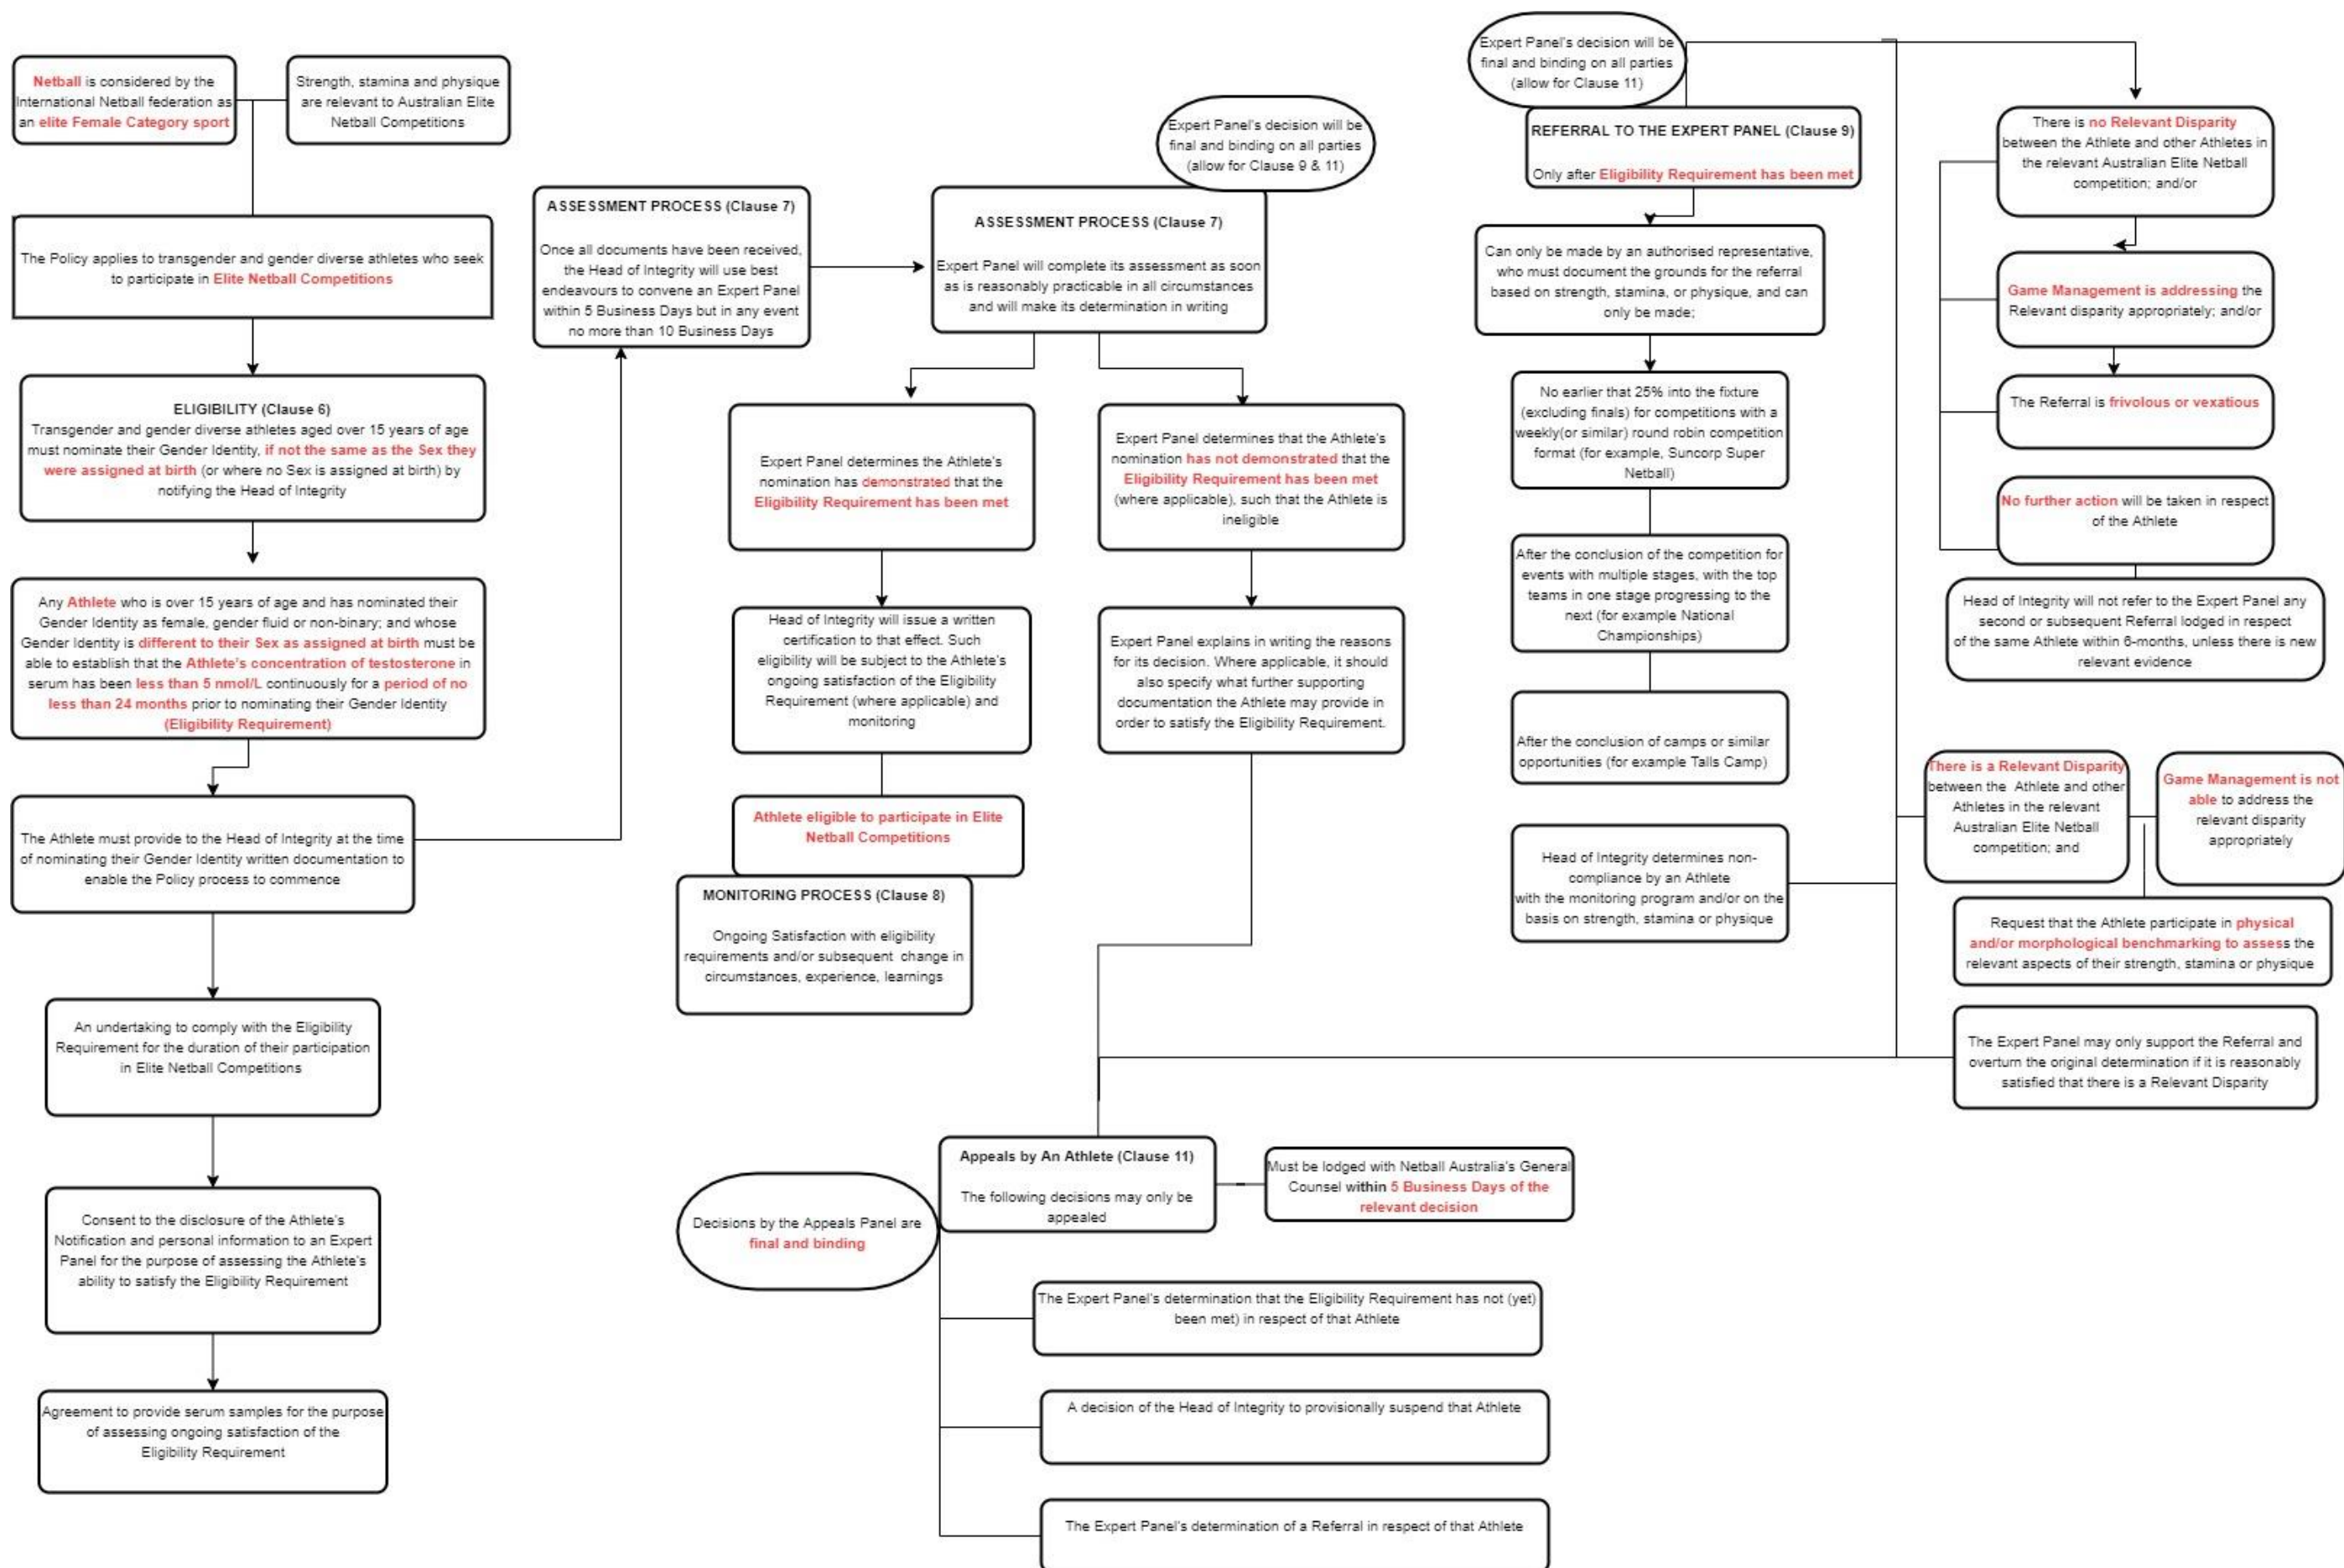 Netball is considered by the
International Netball federation as
an elite Female Category sport
Strength, stamina and physique
are relevant to Australian Elite
Netball Competitions
The Policy applies to transgender and gender diverse athletes who seek
to participate in Elite Netball Competitions
ELIGIBILITY (Clause 6)
Transgender and gender diverse athletes aged over 15 years of age
must nominate their Gender Identity, if not the same as the Sex they
were assigned at birth (or where no Sex is assigned at birth) by
notifying the Head of Integrity
Any Athlete who is over 15 years of age and has nominated their
Gender Identity as female, gender fluid or non-binary; and whose
Gender Identity is different to their Sex as assigned at birth must be
able to establish that the Athlete's concentration of testosterone in
serum has been less than 5 nmol/L continuously for a period of no
less than 24 months prior to nominating their Gender Identity
(Eligibility Requirement)
The Athlete must provide to the Head of Integrity at the time
of nominating their Gender Identity written documentation to
enable the Policy process to commence
An undertaking to comply with the Eligibility
Requirement for the duration of their participation
in Elite Netball Competitions
Consent to the disclosure of the Athlete's
Notification and personal information to an Expert
Panel for the purpose of assessing the Athlete's
ability to satisfy the Eligibility Requirement
Agreement to provide serum samples for the purpose
of assessing ongoing satisfaction of the
Eligibility Requirement
ASSESSMENT PROCESS (Clause 7)
Once all documents have been received,
the Head of Integrity will use best
endeavours to convene an Expert Panel
within 5 Business Days but in any event
no more than 10 Business Days
Expert Panel's decision will be
final and binding on all parties
(allow for Clause 9 & 11)
ASSESSMENT PROCESS (Clause 7)
Expert Panel will complete its assessment as soon
as is reasonably practicable in all circumstances
and will make its determination in writing
Expert Panel determines the Athlete's
nomination has demonstrated that the
Eligibility Requirement has been met
Head of Integrity will issue a written
certification to that effect. Such
eligibility will be subject to the Athlete's
ongoing satisfaction of the Eligibility
Requirement (where applicable) and
monitoring
Athlete eligible to participate in Elite
Netball Competitions
MONITORING PROCESS (Clause 8)
Ongoing Satisfaction with eligibility
requirements and/or subsequent change in
circumstances, experience, learnings
Expert Panel determines that the Athlete's
nomination has not demonstrated that the
Eligibility Requirement has been met
(where applicable), such that the Athlete is
ineligible
Expert Panel explains in writing the reasons
for its decision. Where applicable, it should
also specify what further supporting
documentation the Athlete may provide in
order to satisfy the Eligibility Requirement.
Expert Panel's decision will be
final and binding on all parties
(allow for Clause 11)
REFERRAL TO THE EXPERT PANEL (Clause 9)
Only after Eligibility Requirement has been met
Can only be made by an authorised representative,
who must document the grounds for the referral
based on strength, stamina, or physique, and can
only be made;
No earlier that 25% into the fixture
(excluding finals) for competitions with a
weekly(or similar) round robin competition
format (for example, Suncorp Super
Netball)
After the conclusion of the competition for
events with multiple stages, with the top
teams in one stage progressing to the
next (for example National
Championships)
After the conclusion of camps or similar
opportunities (for example Talls Camp)
Head of Integrity determines non-
compliance by an Athlete
with the monitoring program and/or on the
basis on strength, stamina or physique
There is no Relevant Disparity
between the Athlete and other Athletes in
the relevant Australian Elite Netball
competition; and/or
Game Management is addressing the
Relevant disparity appropriately; and/or
The Referral is frivolous or vexatious
No further action will be taken in respect
of the Athlete
Head of Integrity will not refer to the Expert Panel any
second or subsequent Referral lodged in respect
of the same Athlete within 6-months, unless there is new
relevant evidence
There is a Relevant Disparity
between the Athlete and other
Athletes in the relevant
Australian Elite Netball
competition; and
Game Management is not
able to address the
relevant disparity
appropriately
Request that the Athlete participate in physical
and/or morphological benchmarking to assess the
relevant aspects of their strength, stamina or physique
The Expert Panel may only support the Referral and
overturn the original determination if it is reasonably
satisfied that there is a Relevant Disparity
Appeals by An Athlete (Clause 11)
The following decisions may only be
appealed
Must be lodged with Netball Australia's General
Counsel within 5 Business Days of the
relevant decision
Decisions by the Appeals Panel are
final and binding
The Expert Panel's determination that the Eligibility Requirement has not (yet)
been met) in respect of that Athlete
A decision of the Head of Integrity to provisionally suspend that Athlete
The Expert Panel's determination of a Referral in respect of that Athlete